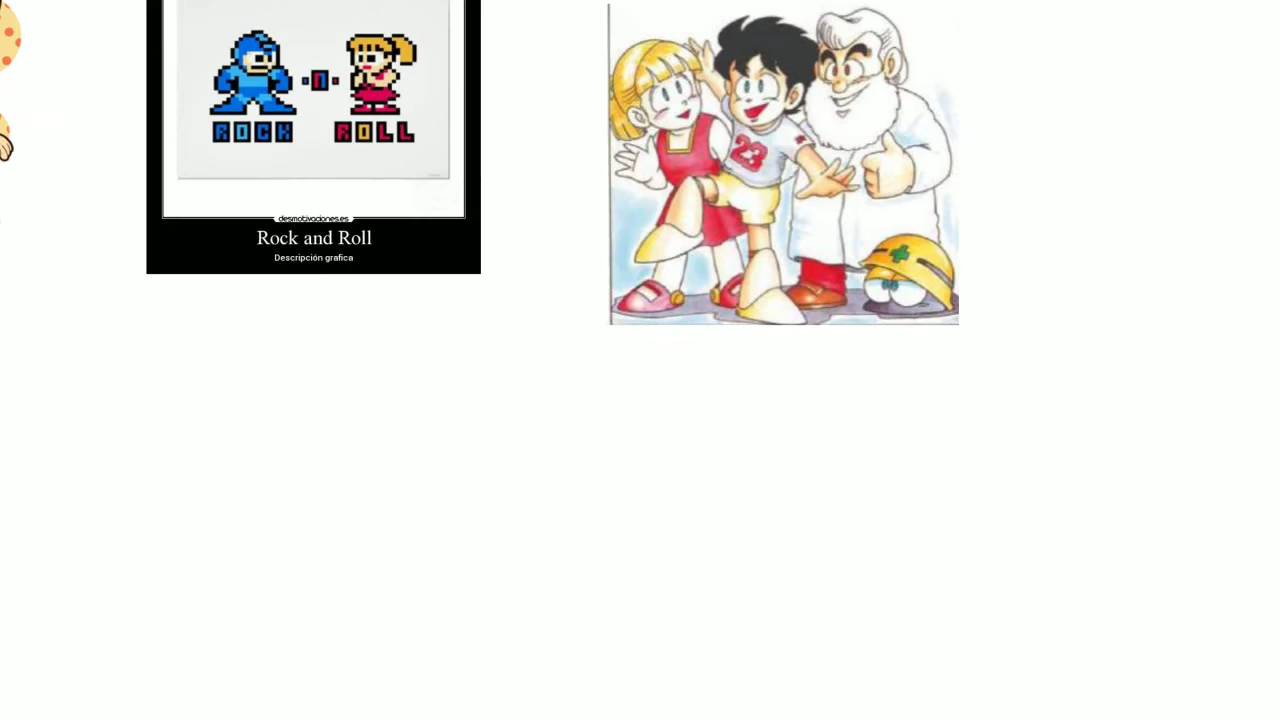 ·n·
ROCK ROLL
desmotivaciones.es
Rock and Roll
Descripción grafica
23